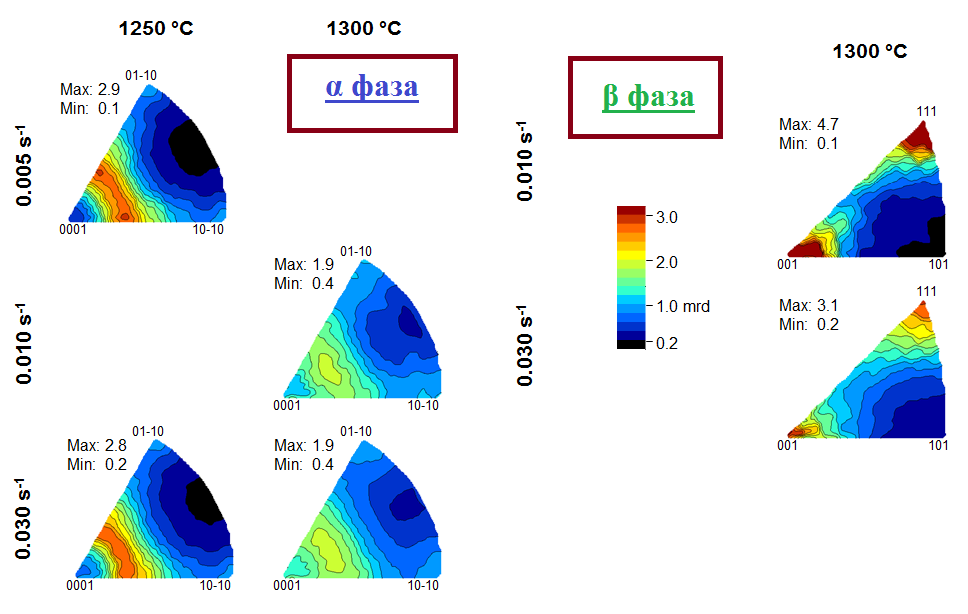 1250 ºC
1300 ºC
α фаза
β фаза
1300 ºC
0.005 s-1
01-10
Max: 2.9
Min: 0.1
0001
10-10
0.010 s-1
01-10
Max: 1.9
Min: 0.4
0001
10-10
0.030 s-1
01-10
Max: 2.8
Min: 0.2
0001
10-10
01-10
Max: 1.9
Min: 0.4
0001
10-10
3.0
2.0
1.0 mrd
0.2
0.010 s-1
111
Max: 4.7
Min: 0.1
001
101
0.030 s-1
111
Max: 3.1
Min: 0.2
001
101